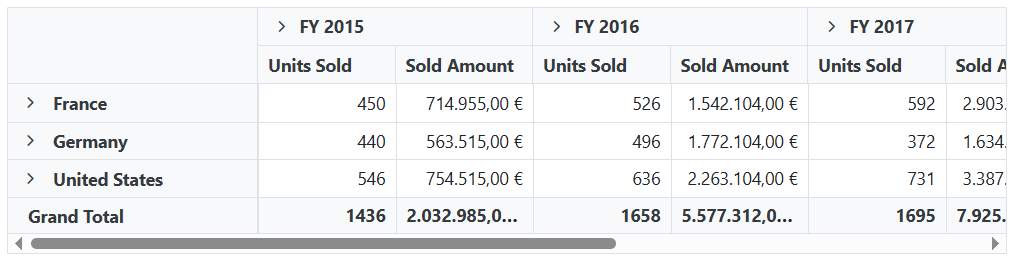 FY 2015 FY 2016 FY 2017
Units Sold Sold Amount Units Sold Sold Amount Units Sold Sold
France 450 714.955,00 € 526 1.542.104,00 € 592 2.903.
Germany 440 563.515,00 € 496 1.772.104,00 € 372 1.634.
United States 546 754.515,00 € 636 2.263.104,00 € 731 3.387.
Grand Total 1436 2.032.985,0... 1658 5.577.312,0... 1695 7.925.